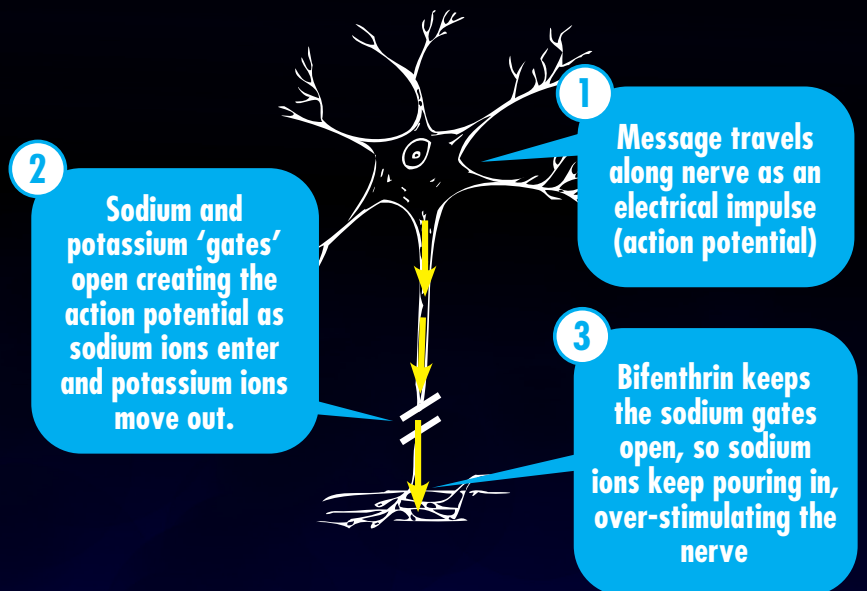 1
Message travels
along nerve as an
electrical impulse
(action potential)
2
Sodium and
potassium ‘gates’
open creating the
action potential as
sodium ions enter
and potassium ions
move out.
3
Bifenthrin keeps
the sodium gates
open, so sodium
ions keep pouring in,
over-stimulating the
nerve